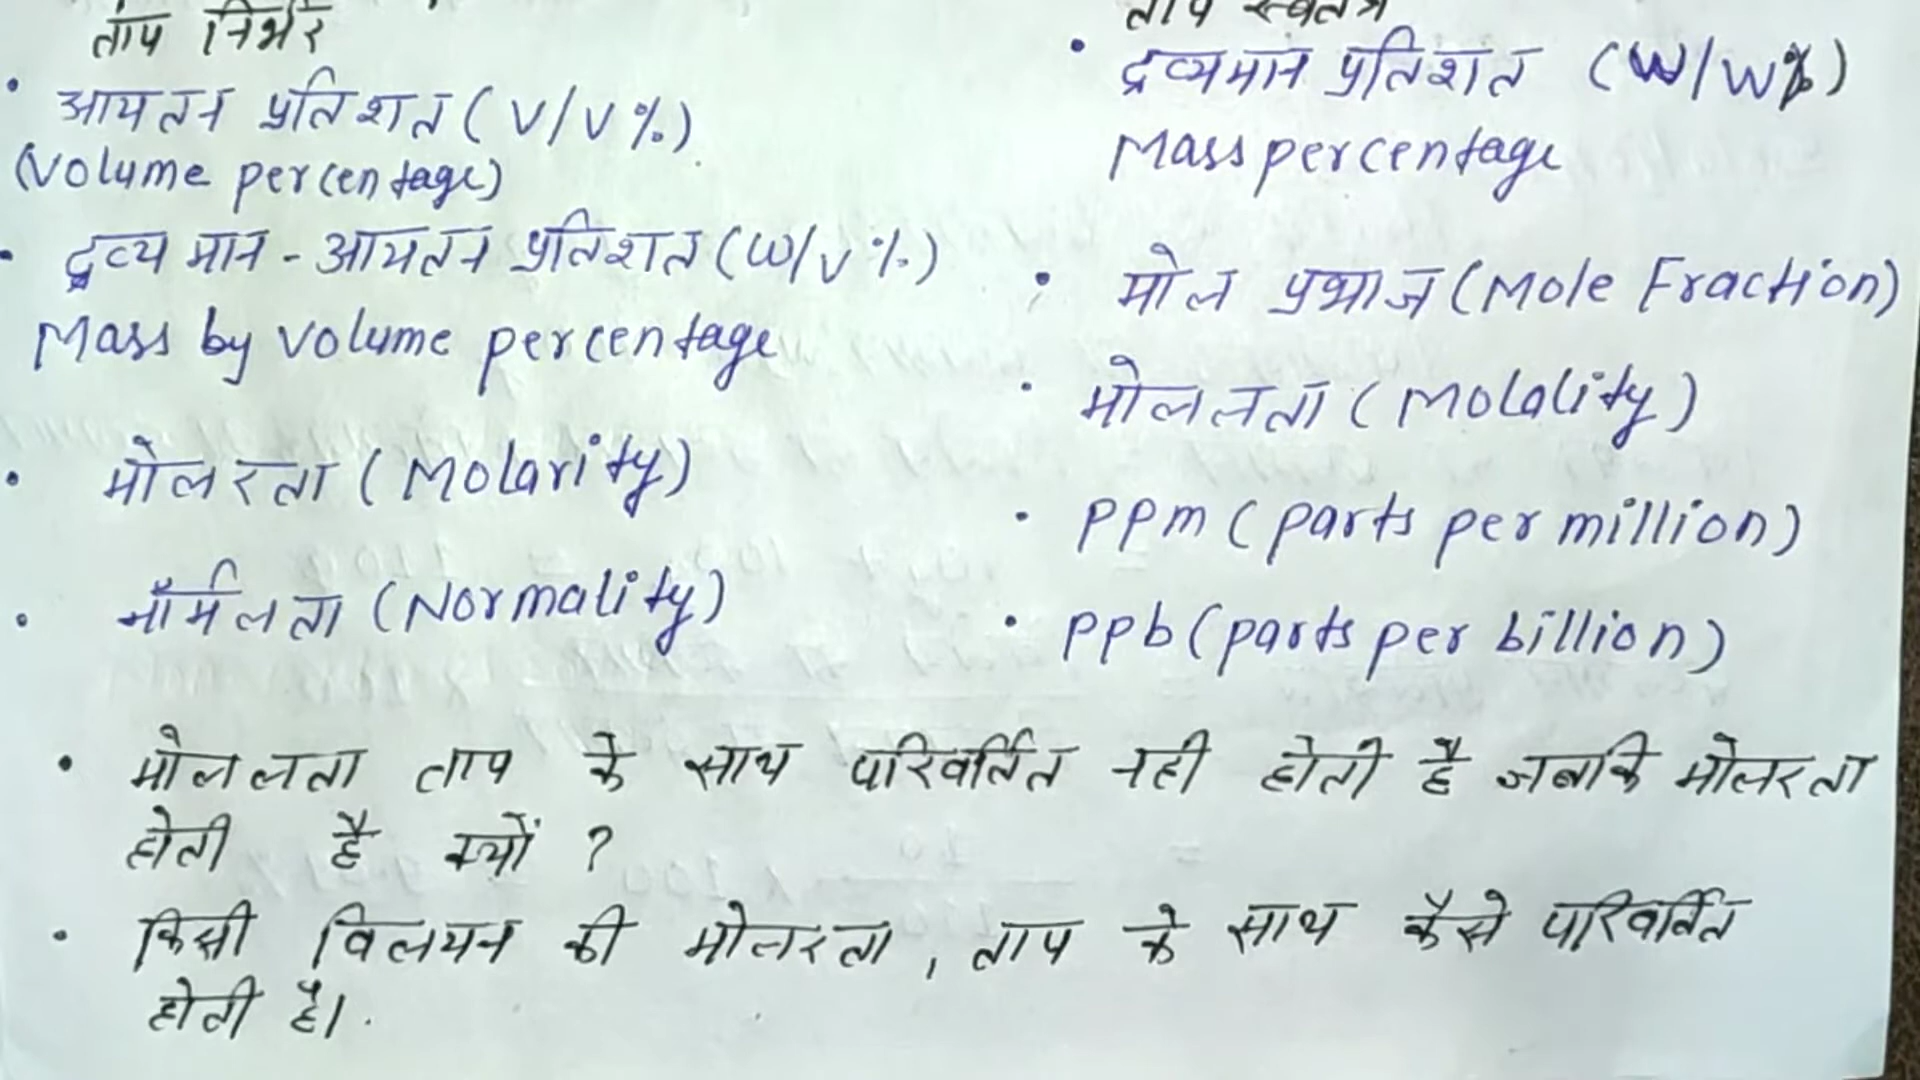 ताप निर्भर
• आयतन प्रतिशत (V/V%)
(Volume percentage)
• द्रव्यमान - आयतन प्रतिशत (W/V%)
Mass by volume percentage
• मोलरता (Molarity)
• नॉर्मलता (Normality)
ताप स्वतंत्र
• द्रव्यमान प्रतिशत (W/W%)
Mass percentage
• मोल प्रभाज (Mole Fraction)
• मोललता (Molality)
• PPm (parts per million)
• PPb (parts per billion)
• मोललता ताप के साथ परिवर्तित नही होती है जबकि मोलरता
होती है क्यों ?
• किसी विलयन की मोलरता, ताप के साथ कैसे परिवर्तित
होती है।